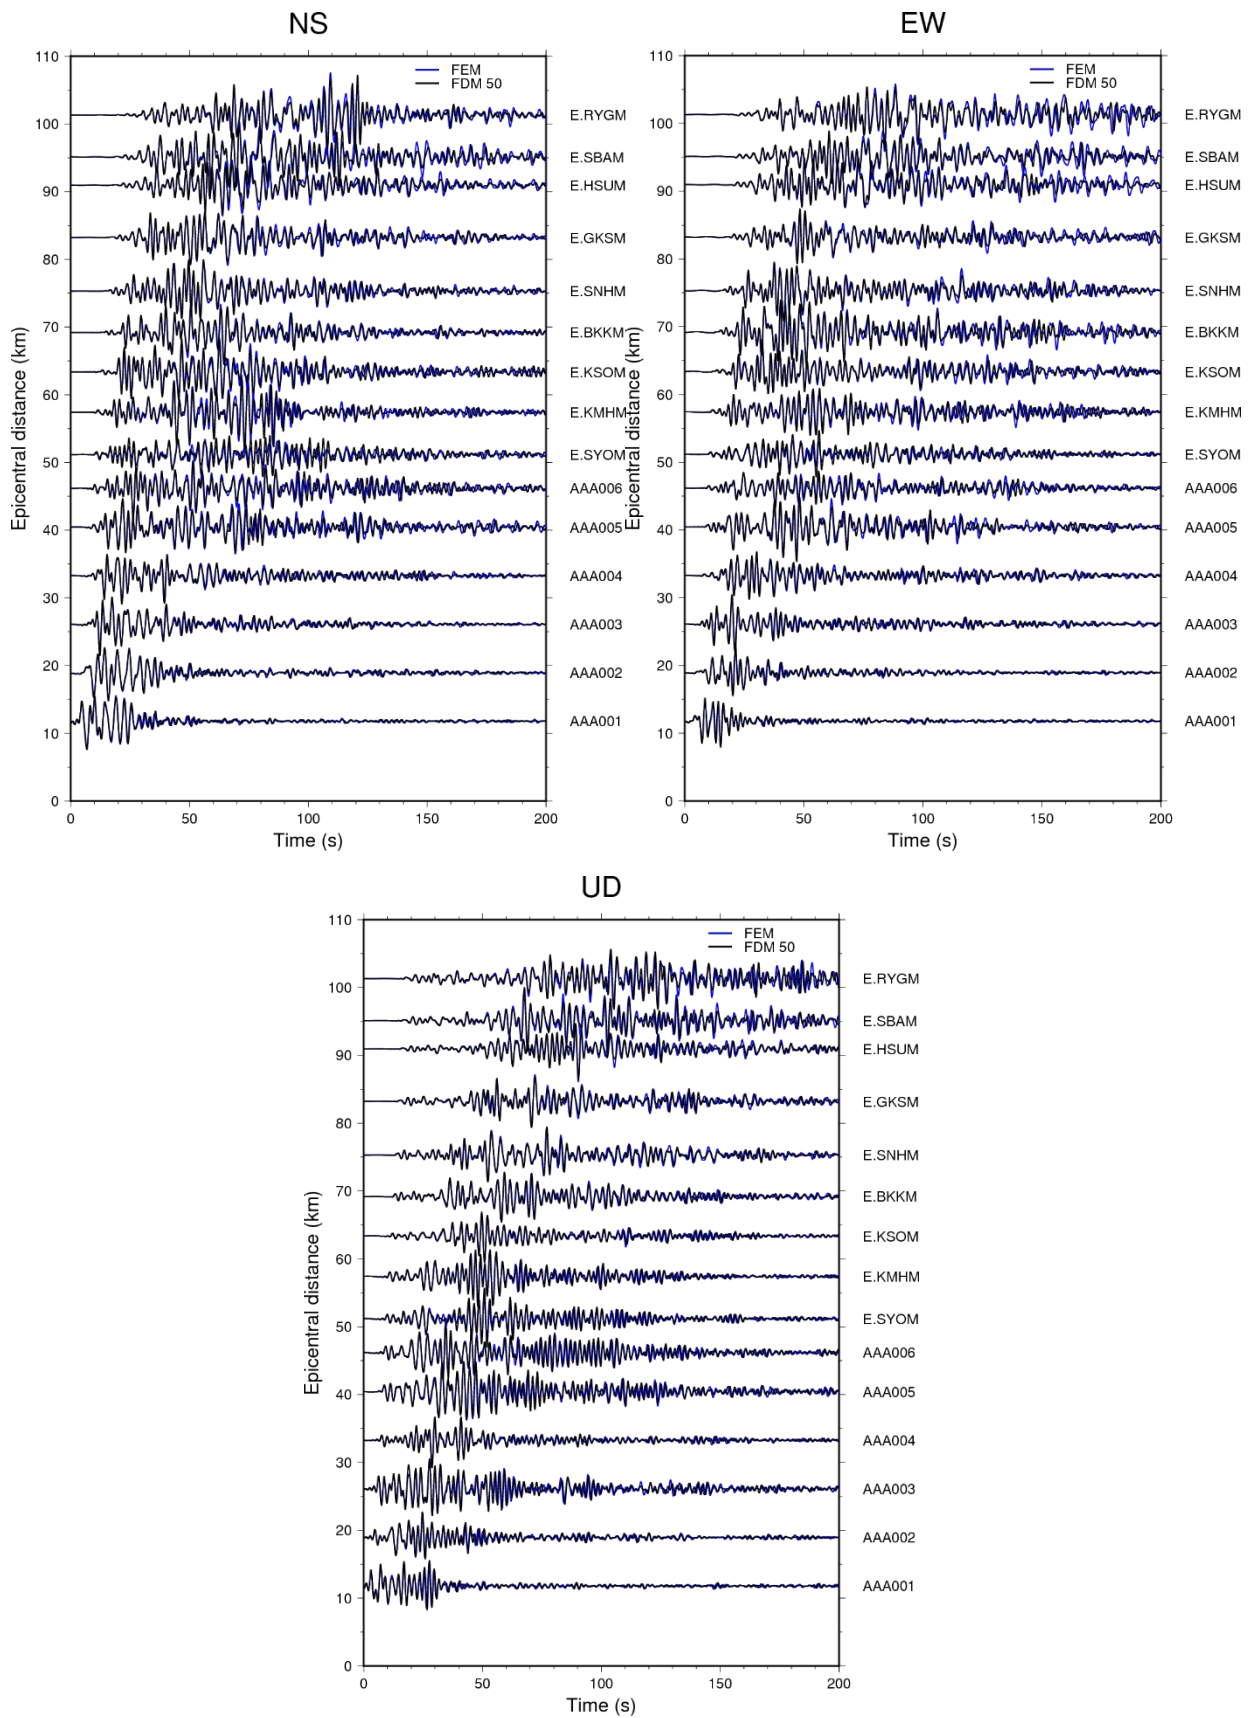 NS
FEM
FDM 50
110
100
90
80
70
60
50
40
30
20
10
0
Epicentral distance (km)
E.RYGM
E.SBAM
E.HSUM
E.GKSM
E.SNHM
E.BKKM
E.KSOM
E.KMHM
E.SYOM
AAA006
AAA005
AAA004
AAA003
AAA002
AAA001
0 50 100 150 200
Time (s)
EW
FEM
FDM 50
110
100
90
80
70
60
50
40
30
20
10
0
Epicentral distance (km)
E.RYGM
E.SBAM
E.HSUM
E.GKSM
E.SNHM
E.BKKM
E.KSOM
E.KMHM
E.SYOM
AAA006
AAA005
AAA004
AAA003
AAA002
AAA001
0 50 100 150 200
Time (s)
UD
FEM
FDM 50
110
100
90
80
70
60
50
40
30
20
10
0
Epicentral distance (km)
E.RYGM
E.SBAM
E.HSUM
E.GKSM
E.SNHM
E.BKKM
E.KSOM
E.KMHM
E.SYOM
AAA006
AAA005
AAA004
AAA003
AAA002
AAA001
0 50 100 150 200
Time (s)